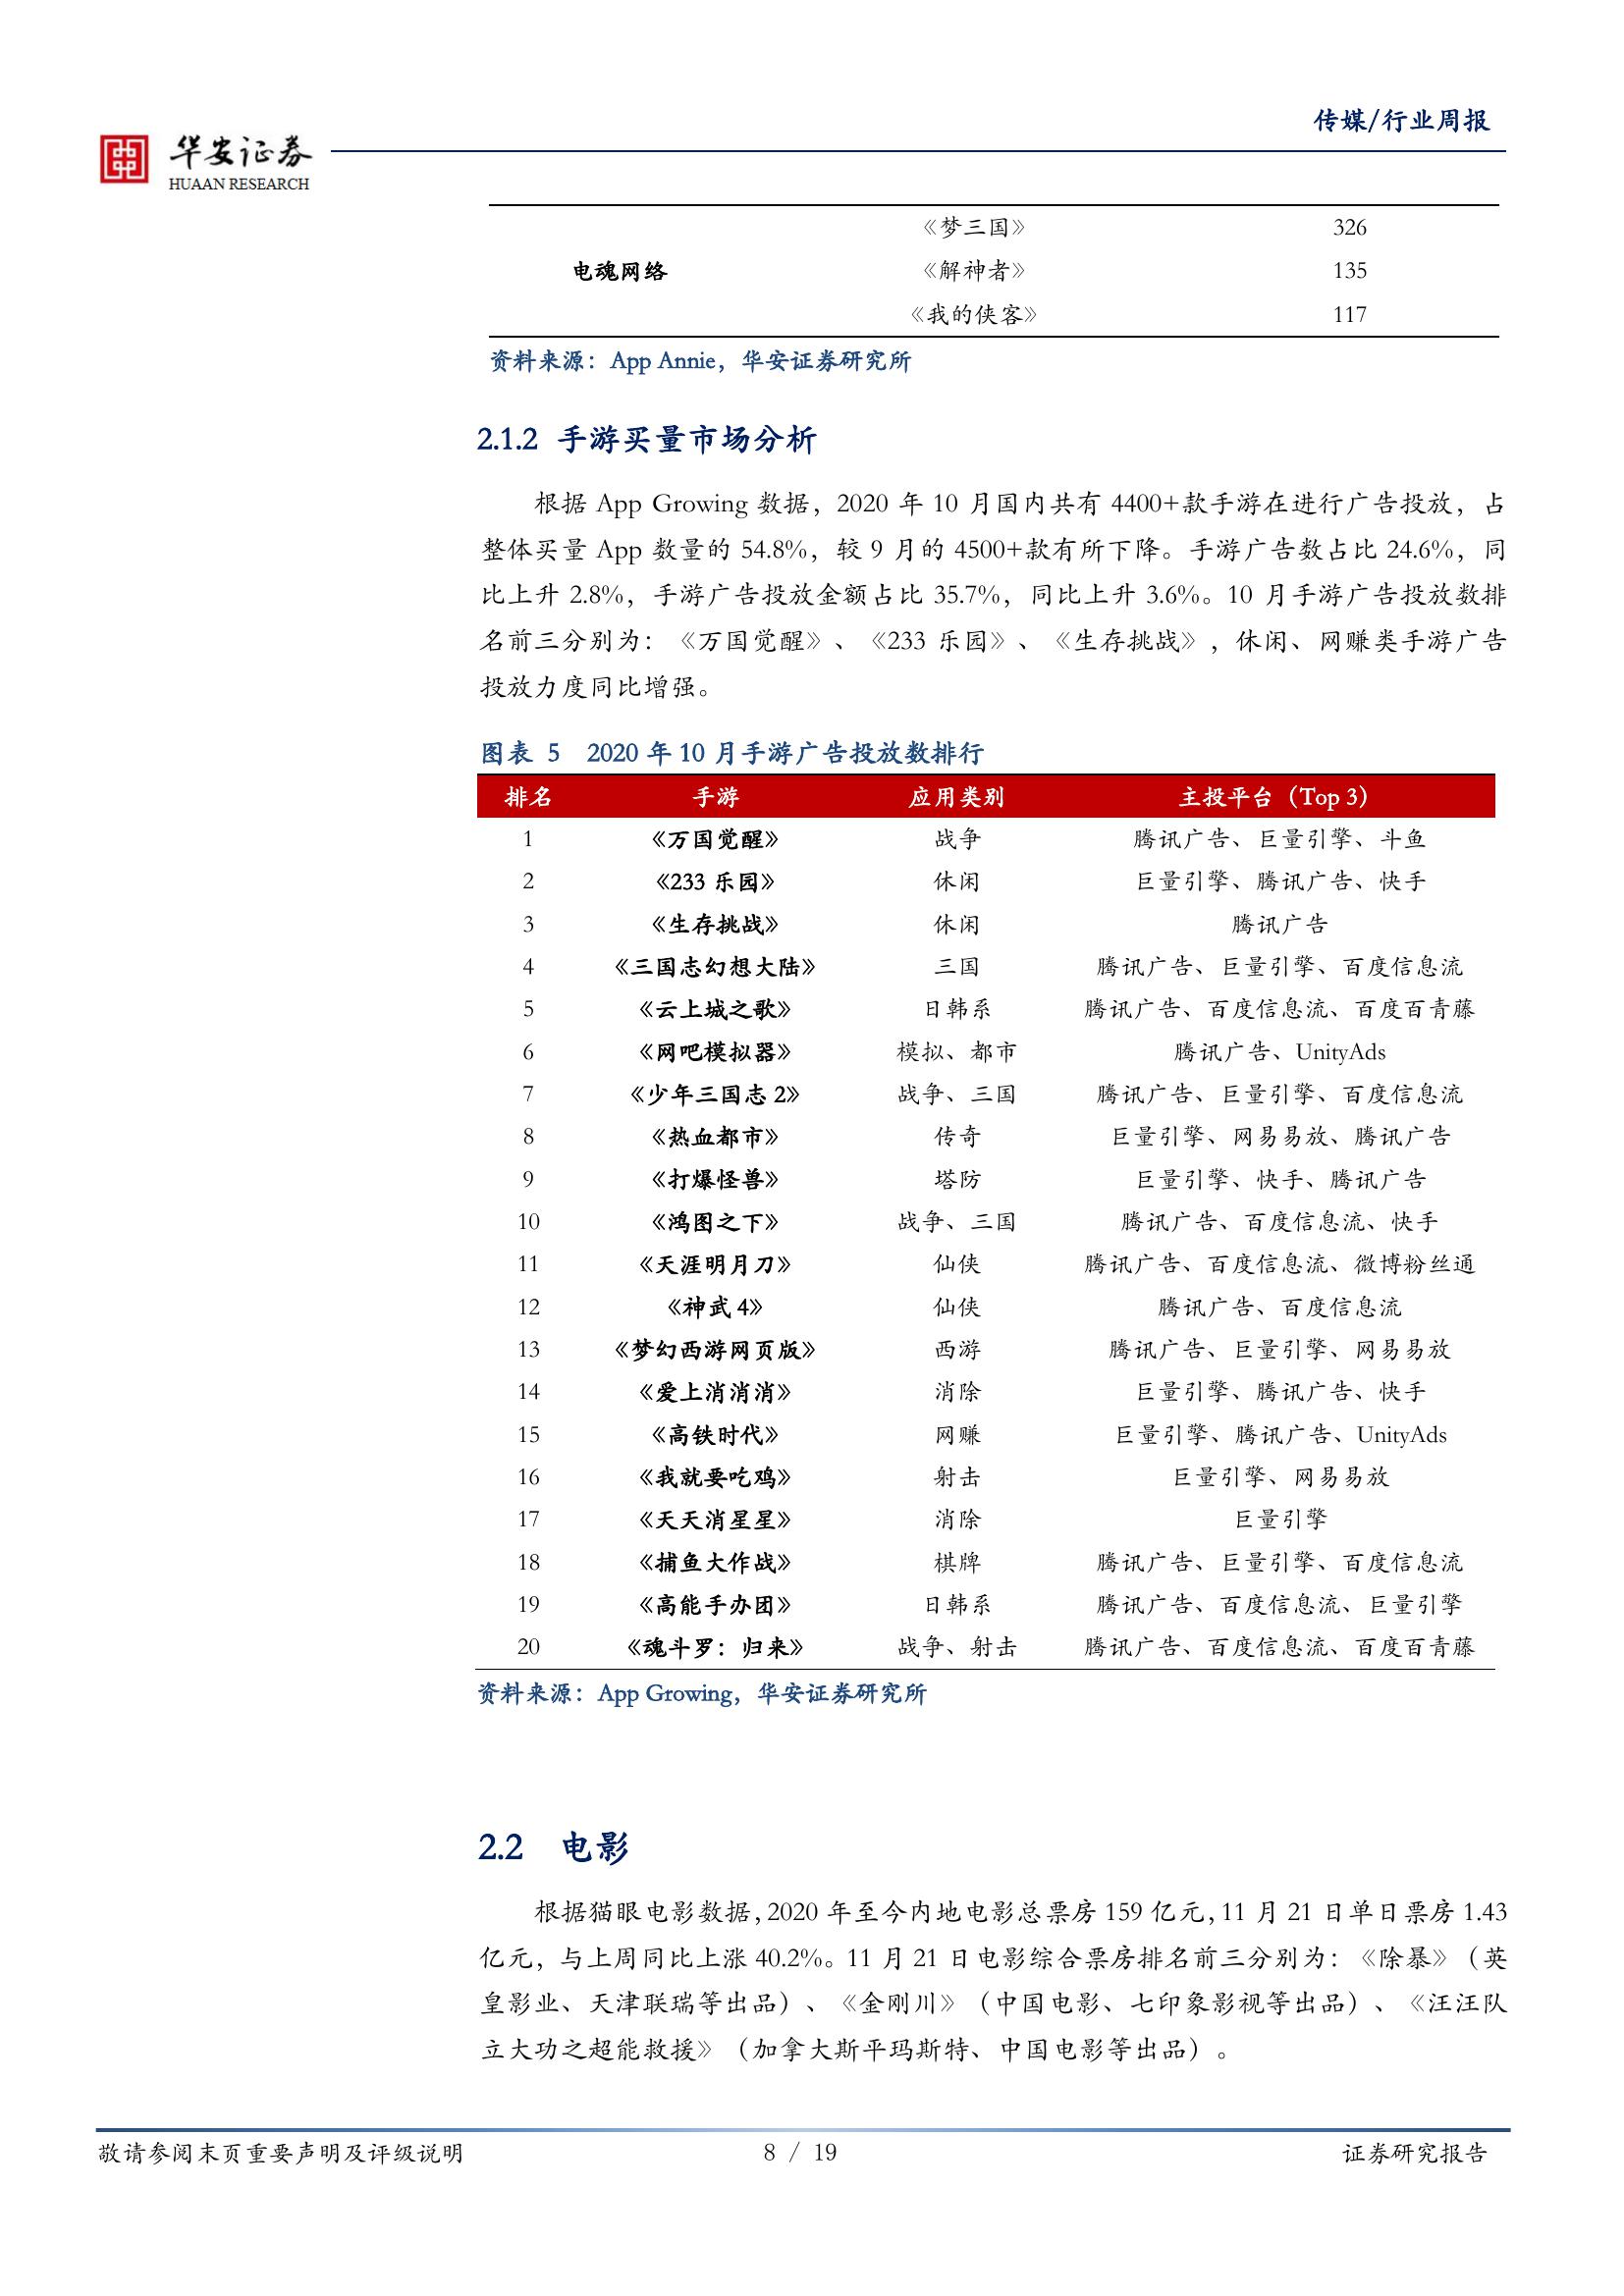 传媒/行业周报
华安证券
HUAAN RESEARCH
《梦三国》 326
电魂网络 《解神者》 135
《我的侠客》 117
资料来源：App Annie，华安证券研究所
2.1.2 手游买量市场分析
根据 App Growing 数据，2020 年 10 月国内共有 4400+款手游在进行广告投放，占
整体买量 App 数量的 54.8%，较 9 月的 4500+款有所下降。手游广告数占比 24.6%，同
比上升 2.8%，手游广告投放金额占比 35.7%，同比上升 3.6%。10 月手游广告投放数排
名前三分别为：《万国觉醒》、《233 乐园》、《生存挑战》，休闲、网赚类手游广告
投放力度同比增强。
图表 5 2020 年 10 月手游广告投放数排行
排名 手游 应用类别 主投平台（Top 3）
1 《万国觉醒》 战争 腾讯广告、巨量引擎、斗鱼
2 《233 乐园》 休闲 巨量引擎、腾讯广告、快手
3 《生存挑战》 休闲 腾讯广告
4 《三国志幻想大陆》 三国 腾讯广告、巨量引擎、百度信息流
5 《云上城之歌》 日韩系 腾讯广告、百度信息流、百度百青藤
6 《网吧模拟器》 模拟、都市 腾讯广告、UnityAds
7 《少年三国志 2》 战争、三国 腾讯广告、巨量引擎、百度信息流
8 《热血都市》 传奇 巨量引擎、网易易放、腾讯广告
9 《打爆怪兽》 塔防 巨量引擎、快手、腾讯广告
10 《鸿图之下》 战争、三国 腾讯广告、百度信息流、快手
11 《天涯明月刀》 仙侠 腾讯广告、百度信息流、微博粉丝通
12 《神武 4》 仙侠 腾讯广告、百度信息流
13 《梦幻西游网页版》 西游 腾讯广告、巨量引擎、网易易放
14 《爱上消消消》 消除 巨量引擎、腾讯广告、快手
15 《高铁时代》 网赚 巨量引擎、腾讯广告、UnityAds
16 《我就要吃鸡》 射击 巨量引擎、网易易放
17 《天天消星星》 消除 巨量引擎
18 《捕鱼大作战》 棋牌 腾讯广告、巨量引擎、百度信息流
19 《高能手办团》 日韩系 腾讯广告、百度信息流、巨量引擎
20 《魂斗罗：归来》 战争、射击 腾讯广告、百度信息流、百度百青藤
资料来源：App Growing，华安证券研究所
2.2 电影
根据猫眼电影数据，2020 年至今内地电影总票房 159 亿元，11 月 21 日单日票房 1.43
亿元，与上周同比上涨 40.2%。11 月 21 日电影综合票房排名前三分别为：《除暴》（英
皇影业、天津联瑞等出品）、《金刚川》（中国电影、七印象影视等出品）、《汪汪队
立大功之超能救援》（加拿大斯平玛斯特、中国电影等出品）。
敬请参阅末页重要声明及评级说明 8 / 19 证券研究报告